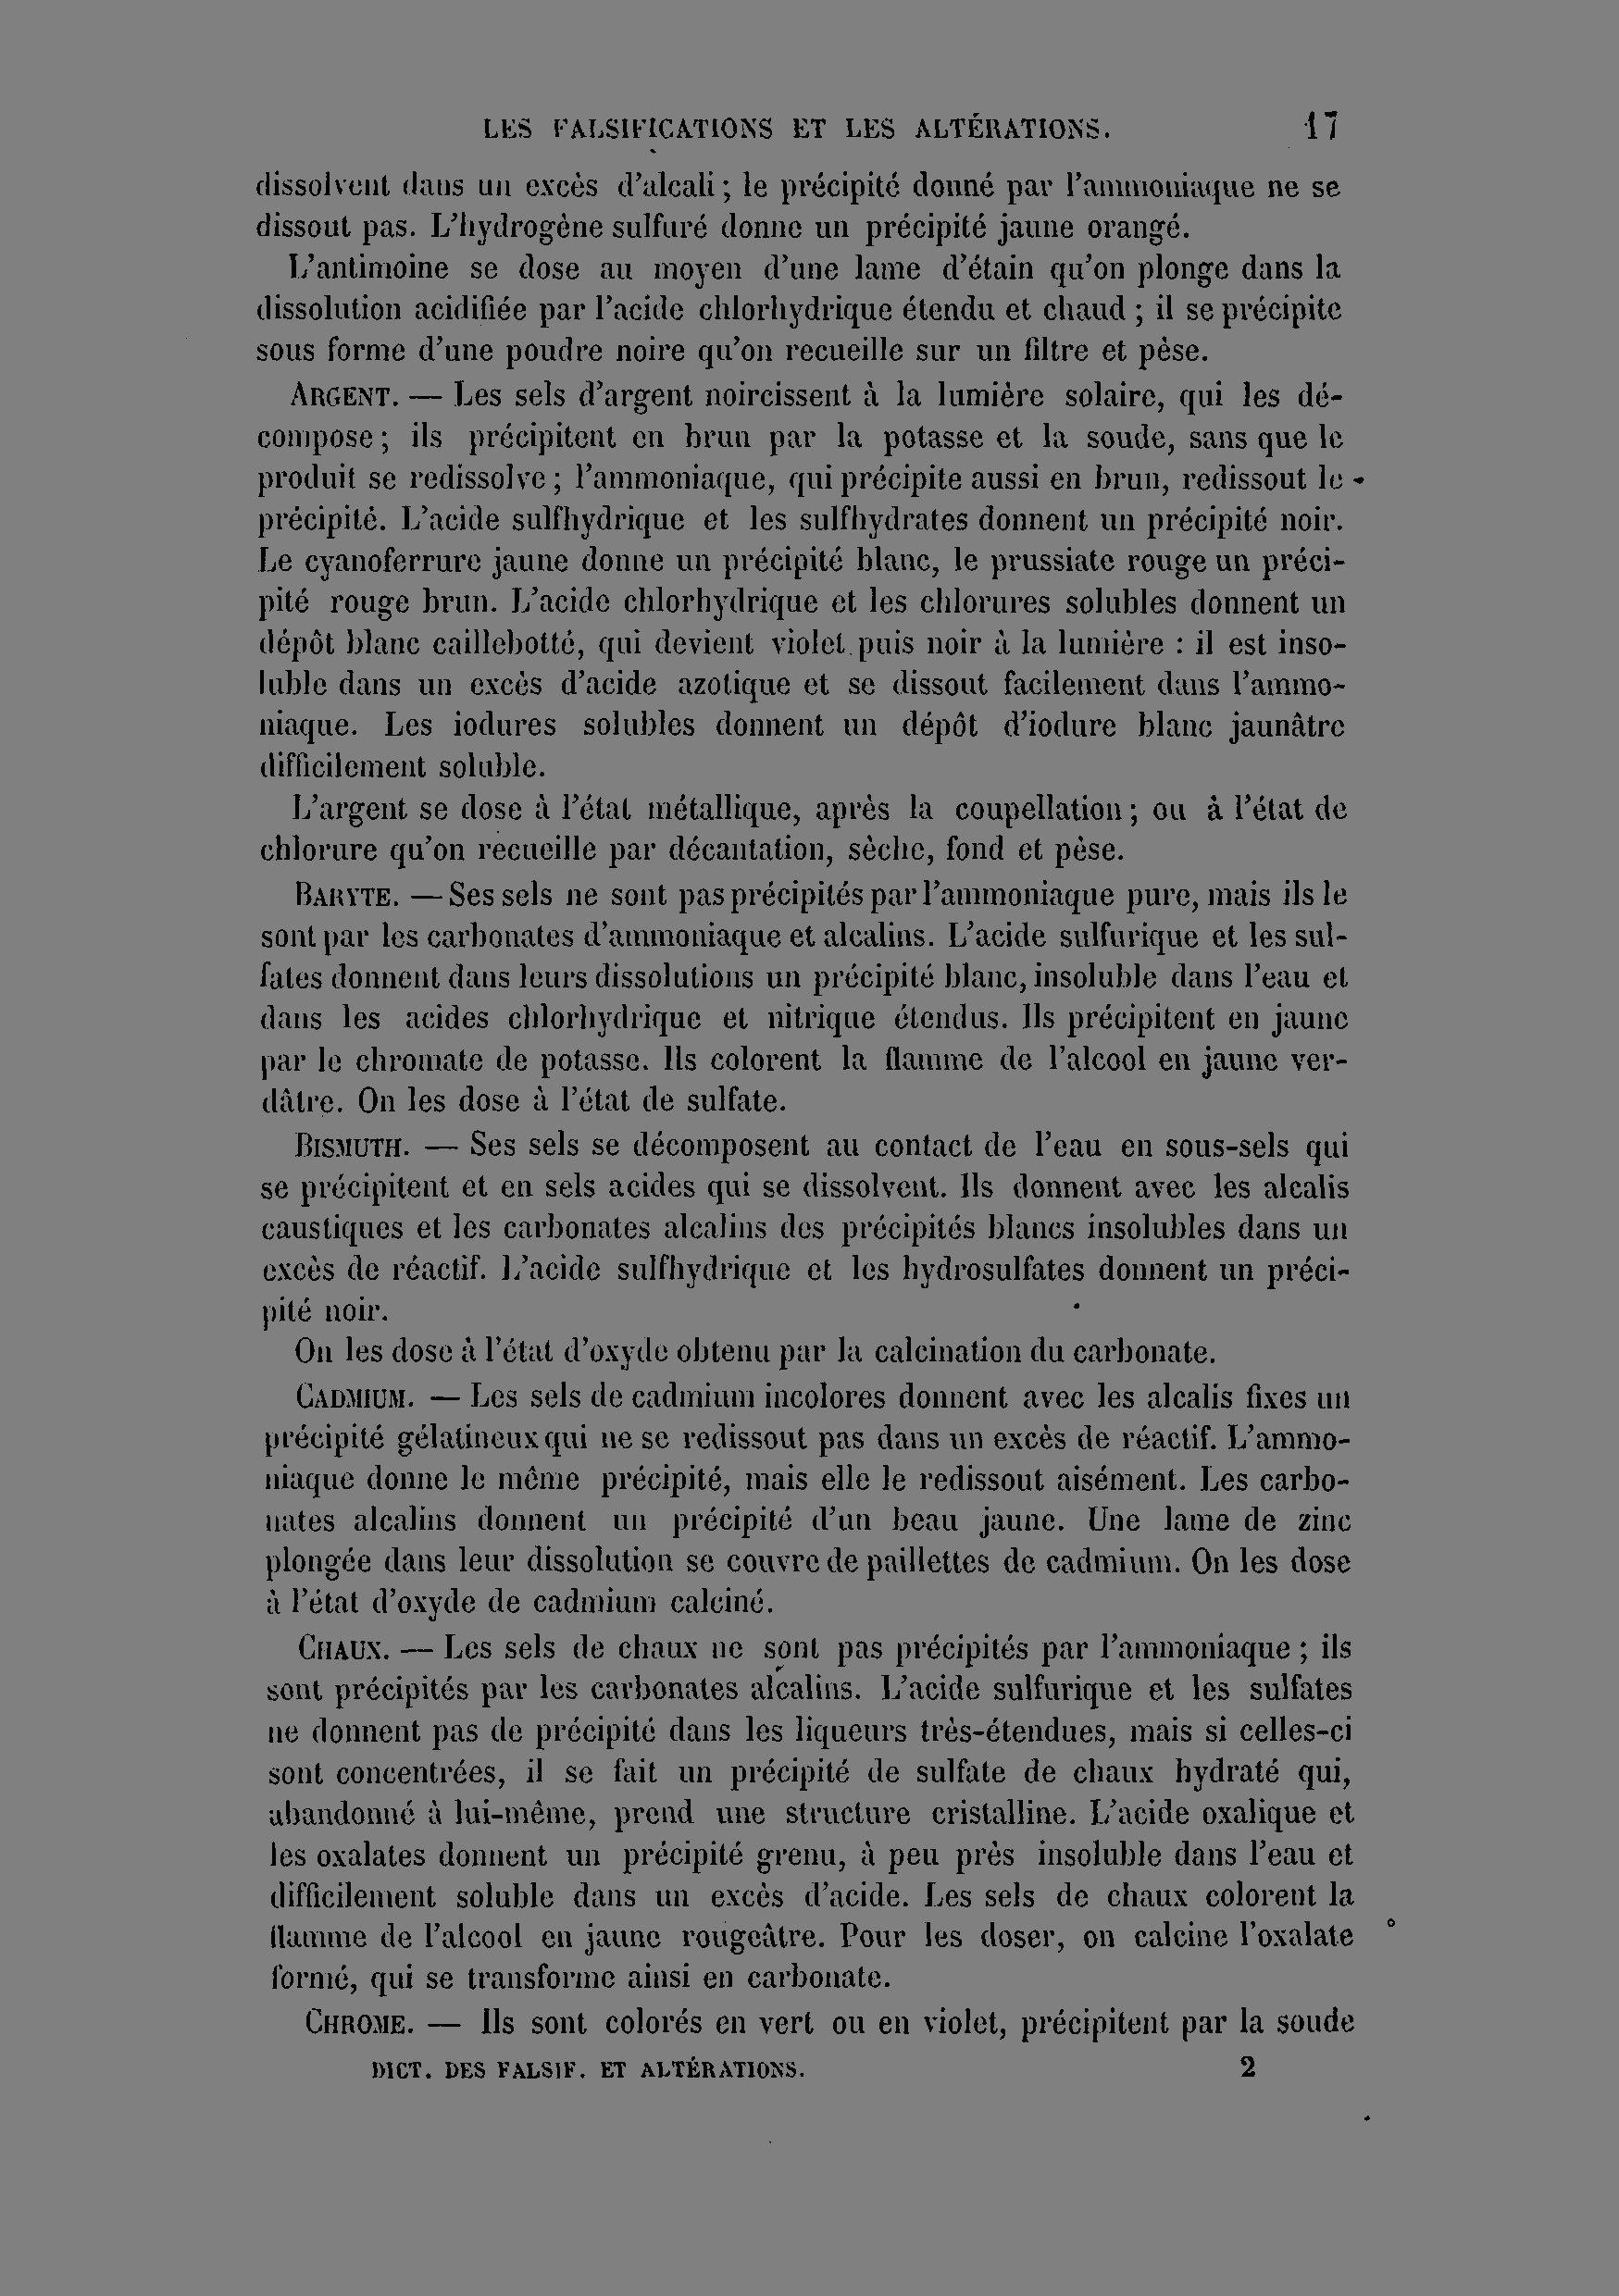 LES FALSIFICATIONS ET LES ALTÉRATIONS. 17
dissolvent dans un excès d'alcali ; le précipité donné par l'ammoniaque ne se
dissout pas. L'hydrogène sulfuré donne un précipité jaune orangé.
L'antimoine se dose au moyen d'une lame d'étain qu'on plonge dans la
dissolution acidifiée par l'acide chlorhydrique étendu et chaud ; il se précipite
sous forme d'une poudre noire qu'on recueille sur un filtre et pèse.
ARGENT. — Les sels d'argent noircissent à la lumière solaire, qui les dé-
compose ; ils précipitent en brun par la potasse et la soude, sans que le
produit se redissolve ; l'ammoniaque, qui précipite aussi en brun, redissout le
précipité. L'acide sulfhydrique et les sulfhydrates donnent un précipité noir.
Le cyanoferrure jaune donne un précipité blanc, le prussiate rouge un préci-
pité rouge brun. L'acide chlorhydrique et les chlorures solubles donnent un
dépôt blanc caillebotté, qui devient violet puis noir à la lumière : il est inso-
luble dans un excès d'acide azotique et se dissout facilement dans l'ammo-
niaque. Les iodures solubles donnent un dépôt d'iodure blanc jaunâtre
difficilement soluble.
L'argent se dose à l'état métallique, après la coupellation ; ou à l'état de
chlorure qu'on recueille par décantation, sèche, fond et pèse.
BARYTE. — Ses sels ne sont pas précipités par l'ammoniaque pure, mais ils le
sont par les carbonates d'ammoniaque et alcalins. L'acide sulfurique et les sul-
fates donnent dans leurs dissolutions un précipité blanc, insoluble dans l'eau et
dans les acides chlorhydrique et nitrique étendus. Ils précipitent en jaune
par le chromate de potasse. Ils colorent la flamme de l'alcool en jaune ver-
dâtre. On les dose à l'état de sulfate.
BISMUTH. — Ses sels se décomposent au contact de l'eau en sous-sels qui
se précipitent et en sels acides qui se dissolvent. Ils donnent avec les alcalis
caustiques et les carbonates alcalins des précipités blancs insolubles dans un
excès de réactif. L'acide sulfhydrique et les hydrosulfates donnent un préci-
pité noir.
On les dose à l'état d'oxyde obtenu par la calcination du carbonate.
CADMIUM. — Les sels de cadmium incolores donnent avec les alcalis fixes un
précipité gélatineux qui ne se redissout pas dans un excès de réactif. L'ammo-
niaque donne le même précipité, mais elle le redissout aisément. Les carbo-
nates alcalins donnent un précipité d'un beau jaune. Une lame de zinc
plongée dans leur dissolution se couvre de paillettes de cadmium. On les dose
à l'état d'oxyde de cadmium calciné.
CHAUX. — Les sels de chaux ne sont pas précipités par l'ammoniaque ; ils
sont précipités par les carbonates alcalins. L'acide sulfurique et les sulfates
ne donnent pas de précipité dans les liqueurs très-étendues, mais si celles-ci
sont concentrées, il se fait un précipité de sulfate de chaux hydraté qui,
abandonné à lui-même, prend une structure cristalline. L'acide oxalique et
les oxalates donnent un précipité grenu, à peu près insoluble dans l'eau et
difficilement soluble dans un excès d'acide. Les sels de chaux colorent la
flamme de l'alcool en jaune rougeâtre. Pour les doser, on calcine l'oxalate
formé, qui se transforme ainsi en carbonate.
CHROME. — Ils sont colorés en vert ou en violet, précipitent par la soude
DICT. DES FALSIF. ET ALTÉRATIONS. 2